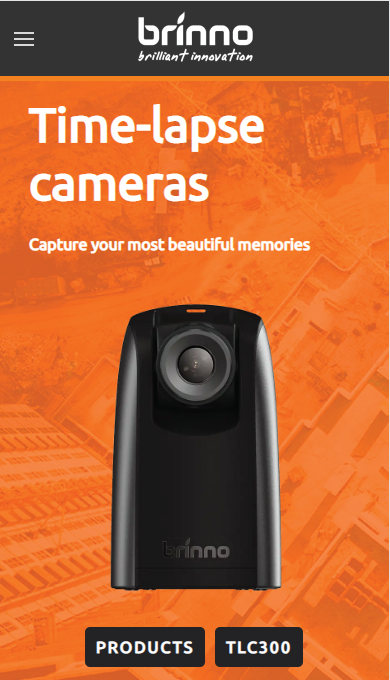 brinno
brilliant innovation
Time-lapse
cameras
Capture your most beautiful memories
brinno
PRODUCTS
TLC300